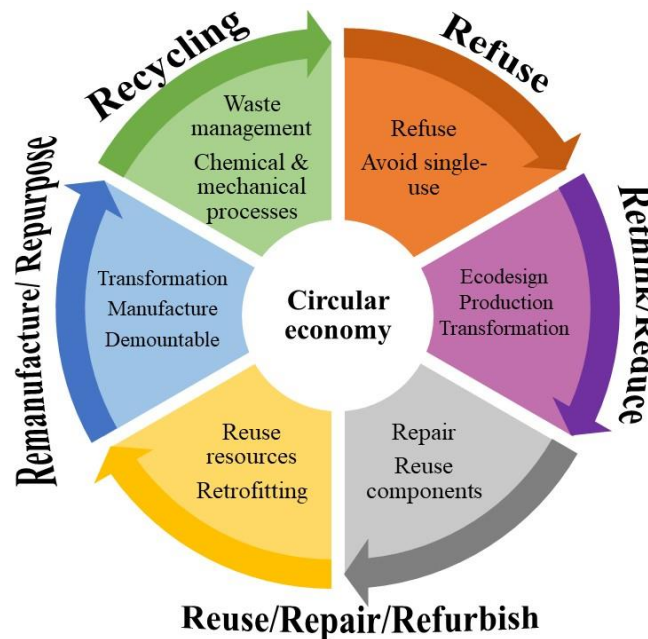 Recycling
Refuse
Rethink/Reduce
Reuse/Repair/Refurbish
Remanufacture/ Repurpose
Waste
management
Chemical &
mechanical
processes
Refuse
Avoid single-
use
Ecodesign
Production
Transformation
Repair
Reuse
components
Reuse
resources
Retrofitting
Transformation
Manufacture
Demountable
Circular
economy